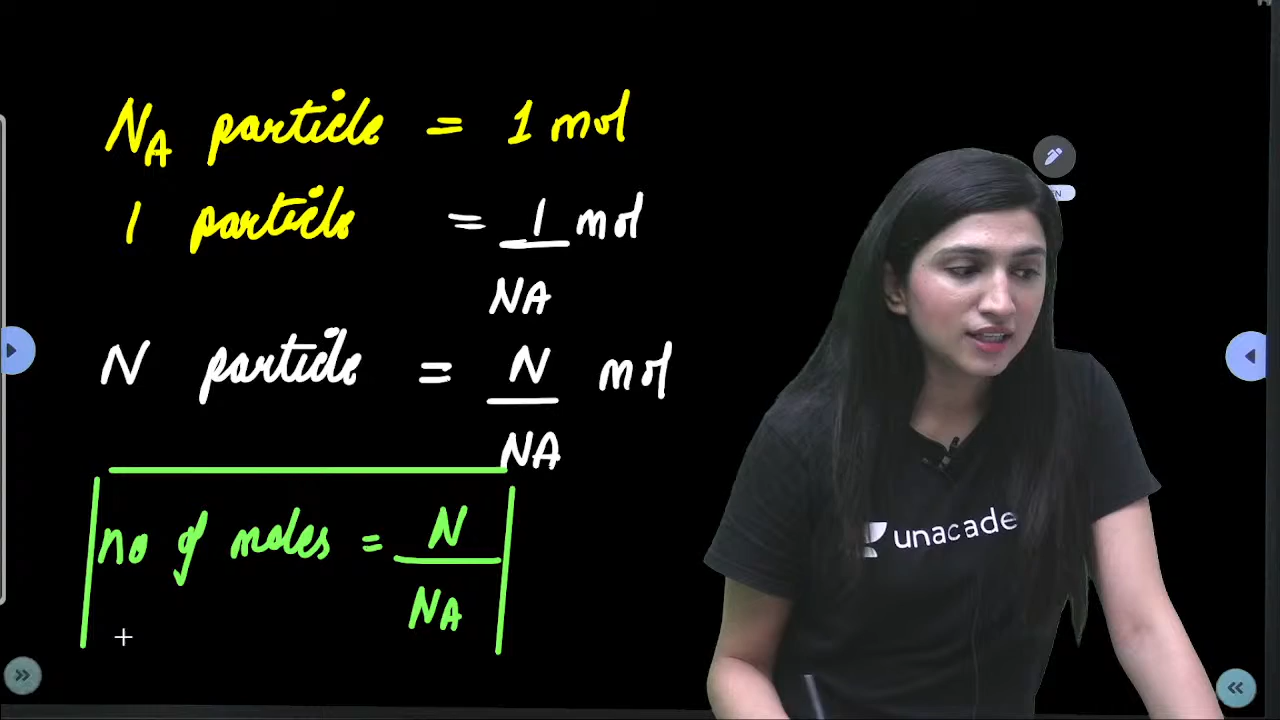 NA particle = 1 mol
1 particle = 1 mol
NA
N particle = N mol
NA
no of moles = N
NA
unacade